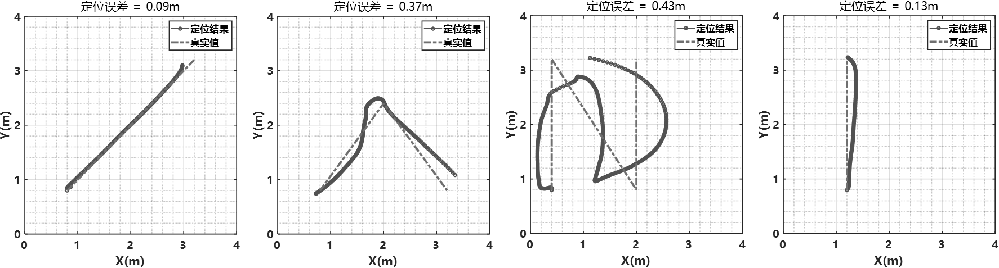 定位误差 = 0.09m
定位结果
真实值
4
3
2
1
0
0 1 2 3 4
Y(m)
X(m)
定位误差 = 0.37m
定位结果
真实值
4
3
2
1
0
0 1 2 3 4
Y(m)
X(m)
定位误差 = 0.43m
定位结果
真实值
4
3
2
1
0
0 1 2 3 4
Y(m)
X(m)
定位误差 = 0.13m
定位结果
真实值
4
3
2
1
0
0 1 2 3 4
Y(m)
X(m)